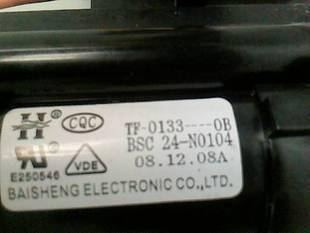 H CQC TF-0133----0B
BSC 24-N0104
VDE 08.12.08A
E250546
BAISHENG ELECTRONIC CO.,LTD.